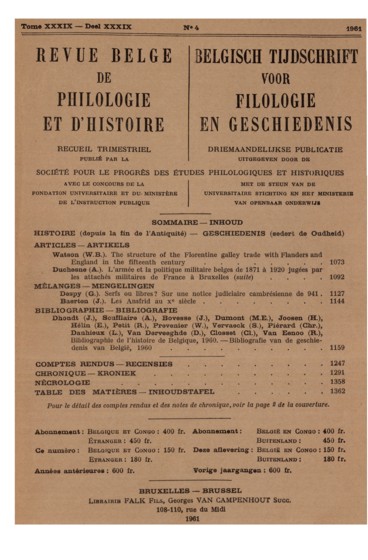 Tome XXXIX — Deel XXXIX N° 4 1961
REVUE BELGE
DE
PHILOLOGIE
ET D'HISTOIRE
RECUEIL TRIMESTRIEL
PUBLIÉ PAR LA
BELGISCH TIJDSCHRIFT
VOOR
FILOLOGIE
EN GESCHIEDENIS
DRIEMAANDELIJKSE PUBLICATIE
UITGEGEVEN DOOR DE
SOCIÉTÉ POUR LE PROGRÈS DES ÉTUDES PHILOLOGIQUES ET HISTORIQUES
AVEC LE CONCOURS DE LA
FONDATION UNIVERSITAIRE ET DU MINISTÈRE
DE L'INSTRUCTION PUBLIQUE
MET DE STEUN VAN DE
UNIVERSITAIRE STICHTING EN HET MINISTERIE
VAN OPENBAAR ONDERWIJS
SOMMAIRE — INHOUD
HISTOIRE (depuis la fin de l'Antiquité) — GESCHIEDENIS (sedert de Oudheid)
ARTICLES — ARTIKELS
Watson (W.B.). The structure of the Florentine galley trade with Flanders and
England in the fifteenth century . . . . . . . 1073
Duchesne (A.). L'armée et la politique militaire belges de 1871 à 1920 jugées par
les attachés militaires de France à Bruxelles (suite) . . . . 1092
MÉLANGES — MENGELINGEN
Despy (G.). Serfs ou libres? Sur une notice judiciaire cambrésienne de 941. 1127
Buerten (J.). Les Ansfrid au Xe siècle . . . . . . . 1144
BIBLIOGRAPHIE — BIBLIOGRAFIE
Dhondt (J.), Soufflaire (A.), Bovesse (J.), Dumont (M.E.), Joosen (H.),
Hélin (E.), Petit (R.), Prevenier (W.), Vervaeck (S.), Piérard (Chr.),
Danhieux (L.), Van Derveeghde (D.), Closset (Cl.), Van Eenoo (R.),
Bibliographie de l'histoire de Belgique, 1960. — Bibliografie van de geschie-
denis van België, 1960 . . . . . . . 1159
COMPTES RENDUS — RECENSIES . . . . . . 1247
CHRONIQUE — KRONIEK . . . . . . 1291
NÉCROLOGIE . . . . . . 1358
TABLE DES MATIÈRES — INHOUDSTAFEL . . . . . 1362
Pour le détail des comptes rendus et des notes de chronique, voir la page 2 de la couverture.
Abonnement: BELGIQUE ET CONGO: 400 fr.
ÉTRANGER: 450 fr.
Ce numéro: BELGIQUE ET CONGO: 150 fr.
ÉTRANGER: 180 fr.
Années antérieures: 600 fr.
Abonnement: BELGIË EN CONGO: 400 fr.
BUITENLAND: 450 fr.
Deze aflevering: BELGIË EN CONGO: 150 fr.
BUITENLAND: 180 fr.
Vorige jaargangen: 600 fr.
BRUXELLES — BRUSSEL
LIBRAIRIE FALK FILS, Georges VAN CAMPENHOUT SUCC.
108-110, rue du Midi
1961